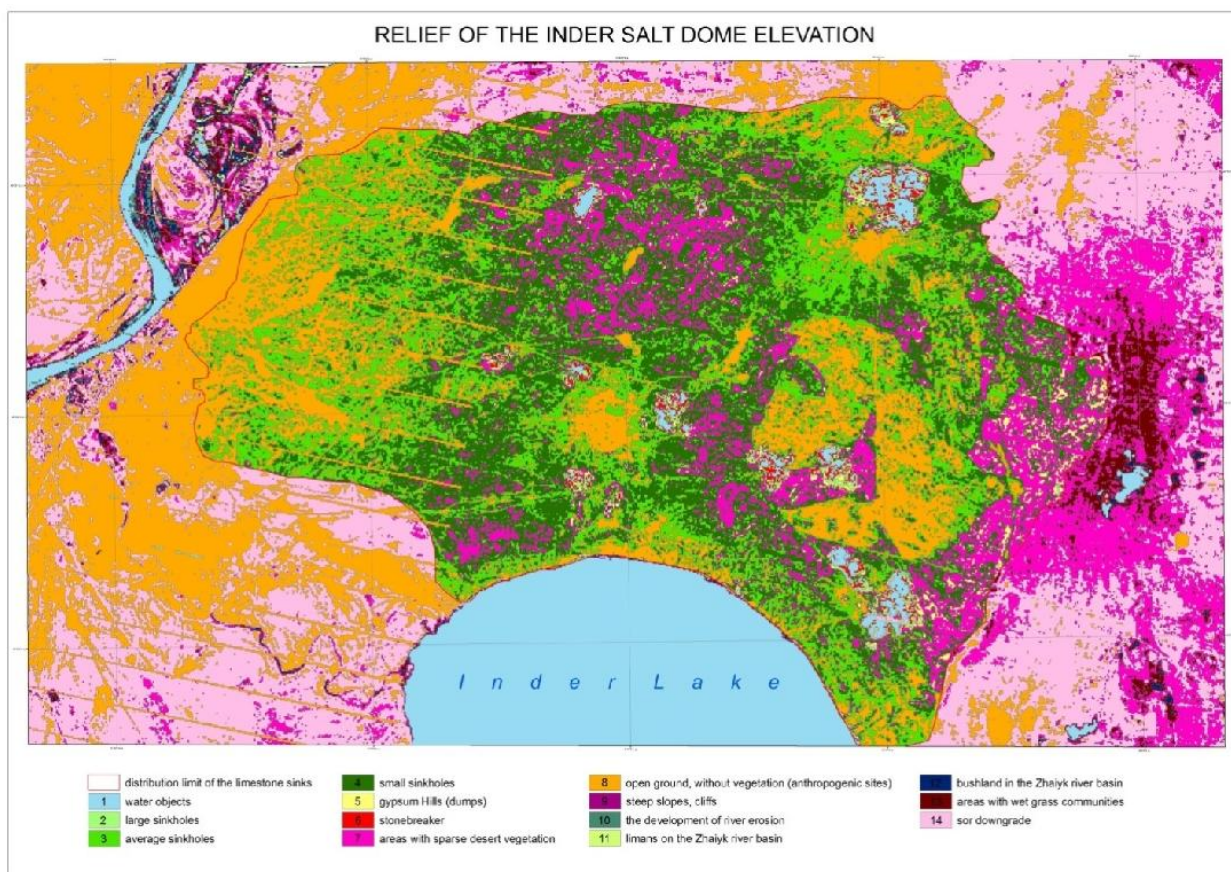 RELIEF OF THE INDER SALT DOME ELEVATION
Inder Lake
distribution limit of the limestone sinks
1 water objects
2 large sinkholes
3 average sinkholes
4 small sinkholes
5 gypsum Hills (dumps)
6 stonebreaker
7 areas with sparse desert vegetation
8 open ground, without vegetation (anthropogenic sites)
9 steep slopes, cliffs
10 the development of river erosion
11 limans on the Zhaiyk river basin
bushland in the Zhaiyk river basin
areas with wet grass communities
14 sor downgrade